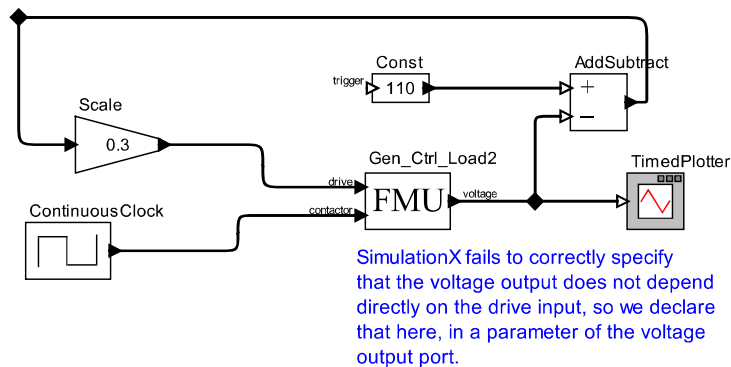 Const
AddSubtract
trigger
110
+
−
Scale
0.3
Gen_Ctrl_Load2
TimedPlotter
drive
FMU
voltage
contactor
ContinuousClock
SimulationX fails to correctly specify
that the voltage output does not depend
directly on the drive input, so we declare
that here, in a parameter of the voltage
output port.